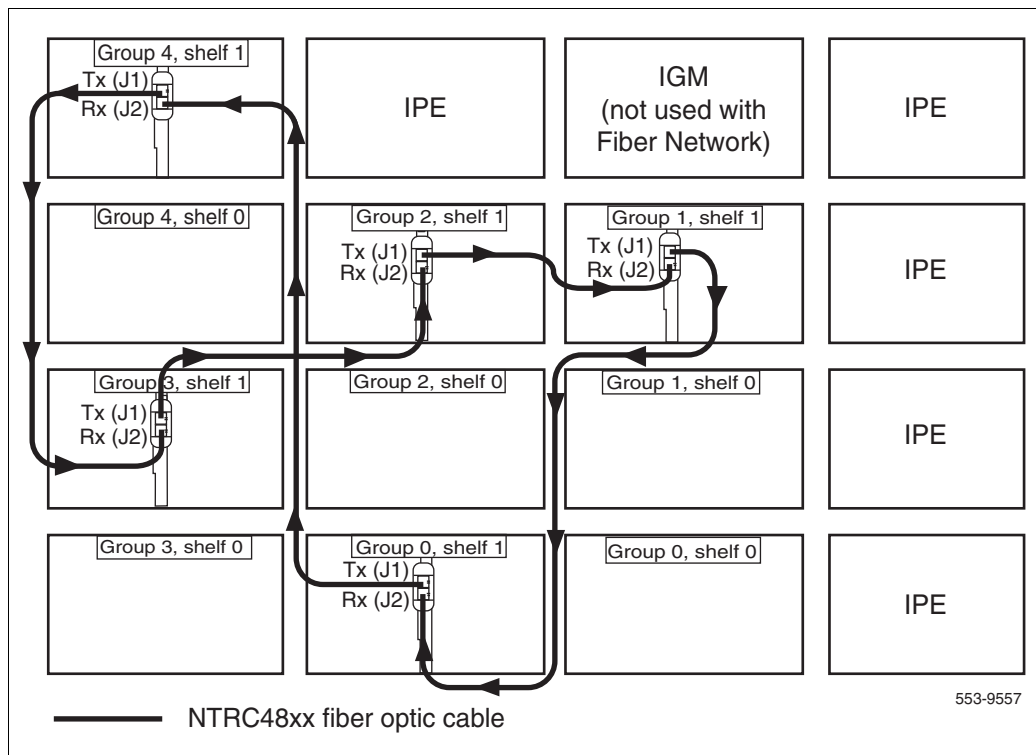 Group 4, shelf 1
Tx (J1)
Rx (J2)
IPE
IGM
(not used with
Fiber Network)
IPE
Group 4, shelf 0
Group 2, shelf 1
Tx (J1)
Rx (J2)
Group 1, shelf 1
Tx (J1)
Rx (J2)
IPE
Group 3, shelf 1
Tx (J1)
Rx (J2)
Group 2, shelf 0
Group 1, shelf 0
IPE
Group 3, shelf 0
Group 0, shelf 1
Tx (J1)
Rx (J2)
Group 0, shelf 0
IPE
553-9557
NTRC48xx fiber optic cable